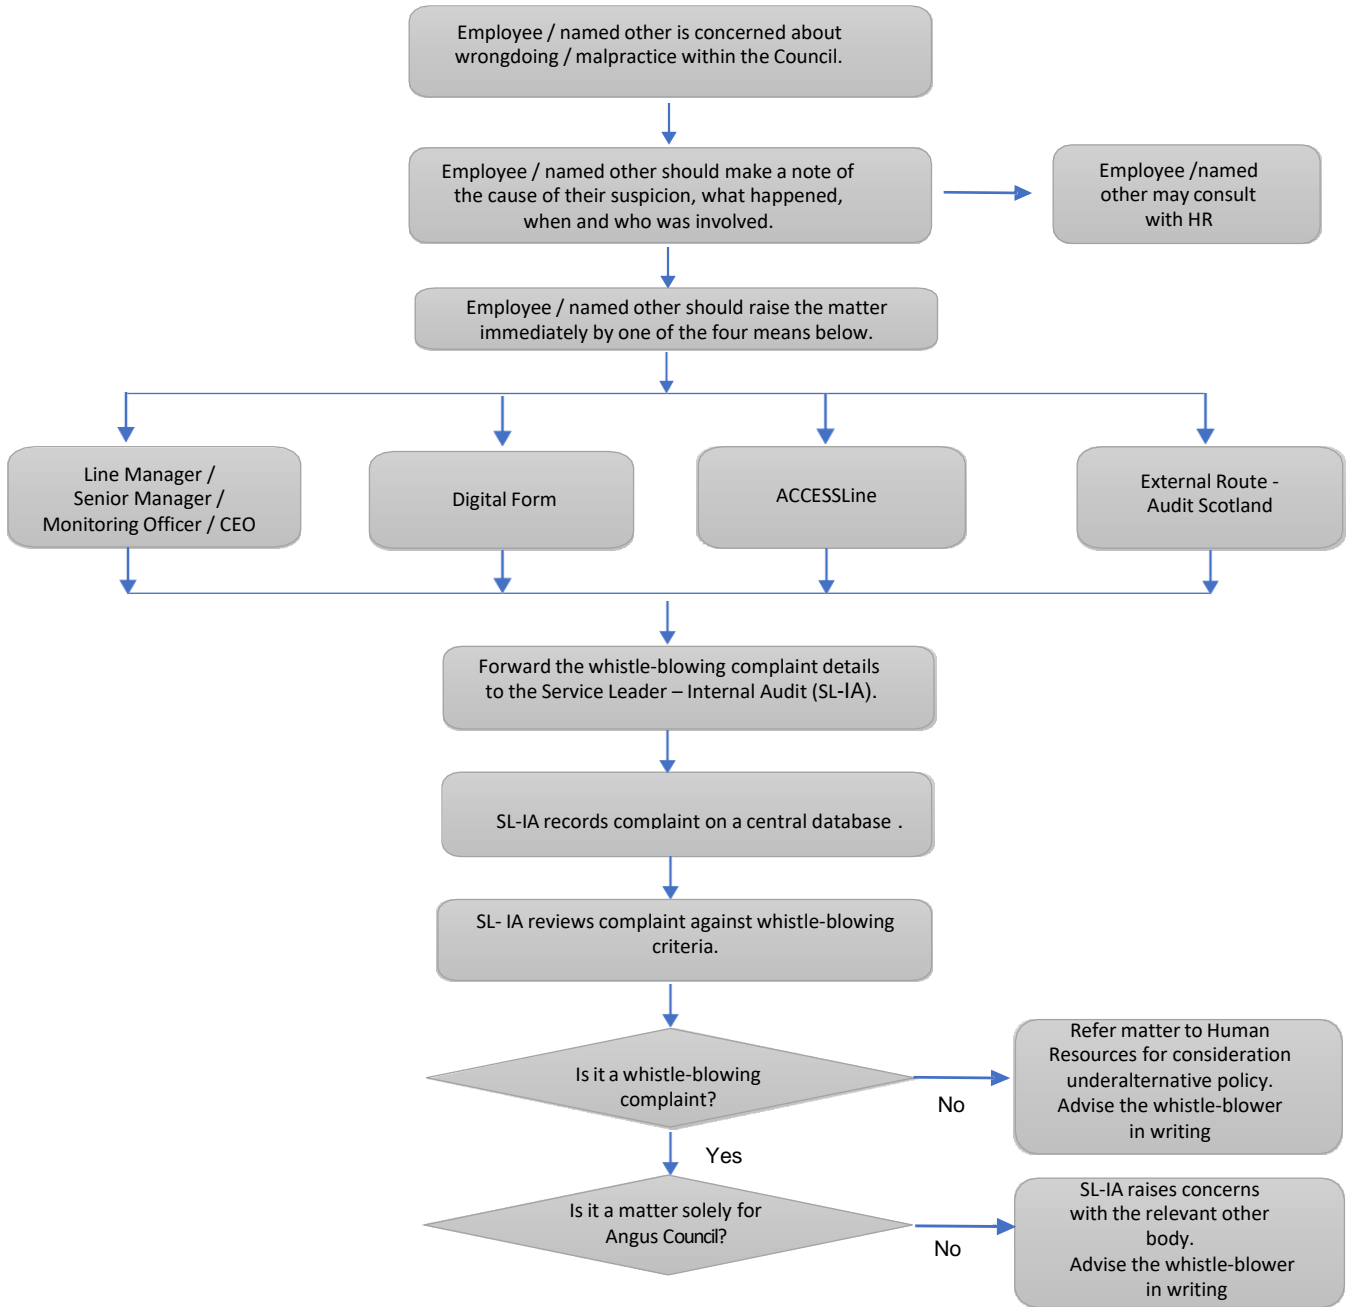 Employee / named other is concerned about
wrongdoing / malpractice within the Council.
Employee / named other should make a note of
the cause of their suspicion, what happened,
when and who was involved.
Employee /named
other may consult
with HR
Employee / named other should raise the matter
immediately by one of the four means below.
Line Manager /
Senior Manager /
Monitoring Officer / CEO
Digital Form
ACCESSLine
External Route -
Audit Scotland
Forward the whistle-blowing complaint details
to the Service Leader – Internal Audit (SL-IA).
SL-IA records complaint on a central database .
SL- IA reviews complaint against whistle-blowing
criteria.
Is it a whistle-blowing
complaint?
No
Refer matter to Human
Resources for consideration
underalternative policy.
Advise the whistle-blower
in writing
Yes
Is it a matter solely for
Angus Council?
No
SL-IA raises concerns
with the relevant other
body.
Advise the whistle-blower
in writing